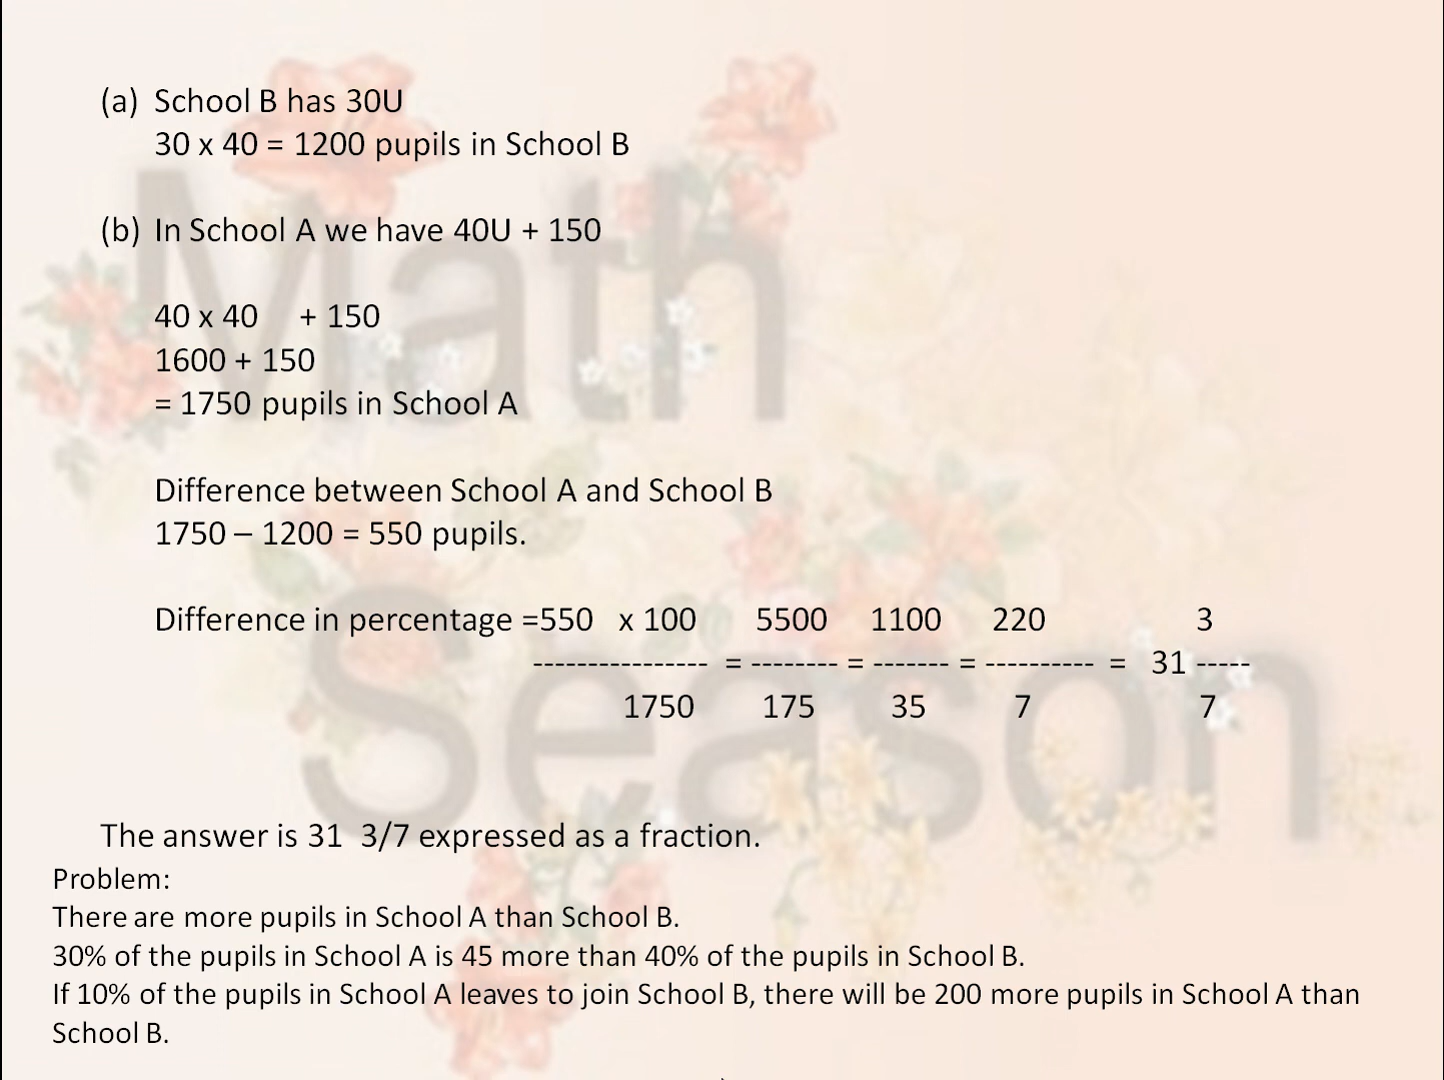 (a) School B has 30U
30 x 40 = 1200 pupils in School B
(b) In School A we have 40U + 150
40 x 40 + 150
1600 + 150
= 1750 pupils in School A
Difference between School A and School B
1750 – 1200 = 550 pupils.
Difference in percentage =550 x 100 5500 1100 220 3
---------------- = -------- = ------- = ---------- = 31 -----
1750 175 35 7 7
The answer is 31 3/7 expressed as a fraction.
Problem:
There are more pupils in School A than School B.
30% of the pupils in School A is 45 more than 40% of the pupils in School B.
If 10% of the pupils in School A leaves to join School B, there will be 200 more pupils in School A than
School B.
Math
Season